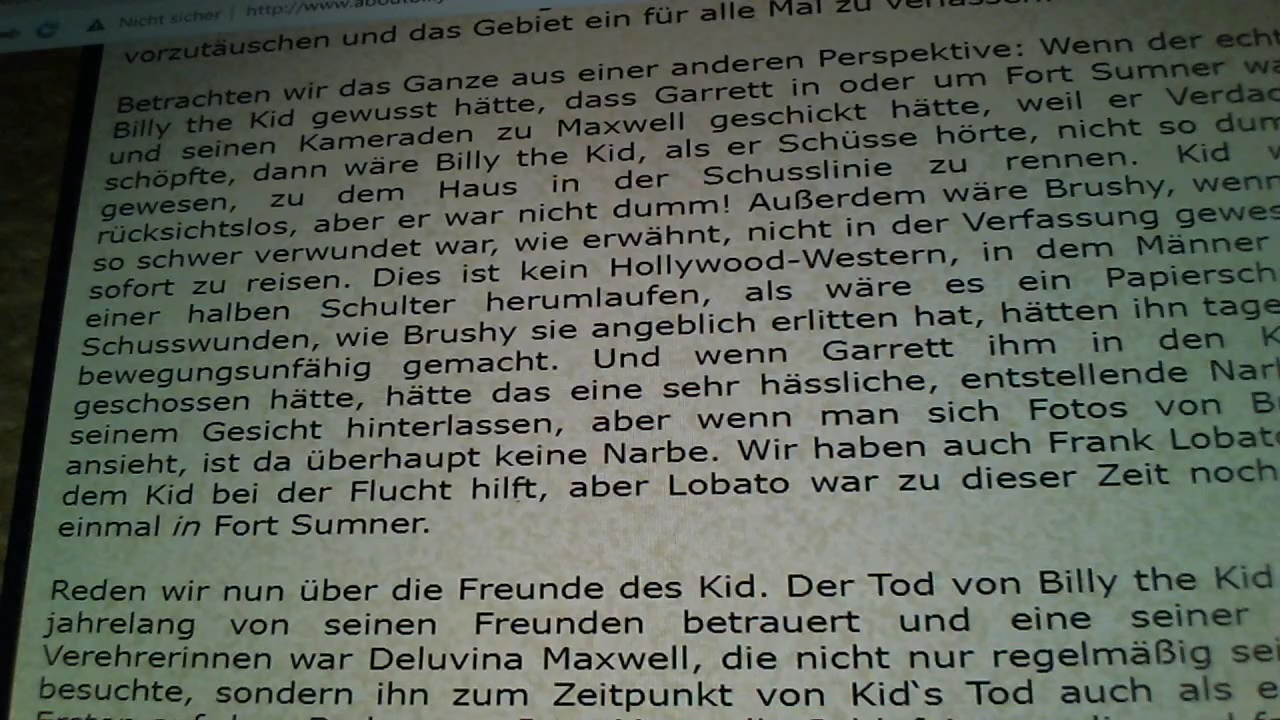 Nicht sicher | http://www.
vorzutäuschen und das Gebiet ein für alle Mal zu
Betrachten wir das Ganze aus einer anderen Perspektive: Wenn der
Billy the Kid gewusst hätte, dass Garrett in oder um Fort Sumner
und seinen Kameraden zu Maxwell geschickt hätte, weil er
schöpfte, dann wäre Billy the Kid, als er Schüsse hörte, nicht so
gewesen, zu dem Haus in der Schusslinie zu rennen. Kid
rücksichtslos, aber er war nicht dumm! Außerdem wäre Brushy, wenn
so schwer verwundet war, wie erwähnt, nicht in der Verfassung
sofort zu reisen. Dies ist kein Hollywood-Western, in dem Männer
einer halben Schulter herumlaufen, als wäre es ein
Schusswunden, wie Brushy sie angeblich erlitten hat, hätten ihn
bewegungsunfähig gemacht. Und wenn Garrett ihm in den
geschossen hätte, hätte das eine sehr hässliche, entstellende
seinem Gesicht hinterlassen, aber wenn man sich Fotos von
ansieht, ist da überhaupt keine Narbe. Wir haben auch Frank
dem Kid bei der Flucht hilft, aber Lobato war zu dieser Zeit noch
einmal in Fort Sumner.
Reden wir nun über die Freunde des Kid. Der Tod von Billy the Kid
jahrelang von seinen Freunden betrauert und eine seiner
Verehrerinnen war Deluvina Maxwell, die nicht nur regelmäßig
besuchte, sondern ihn zum Zeitpunkt von Kid`s Tod auch als